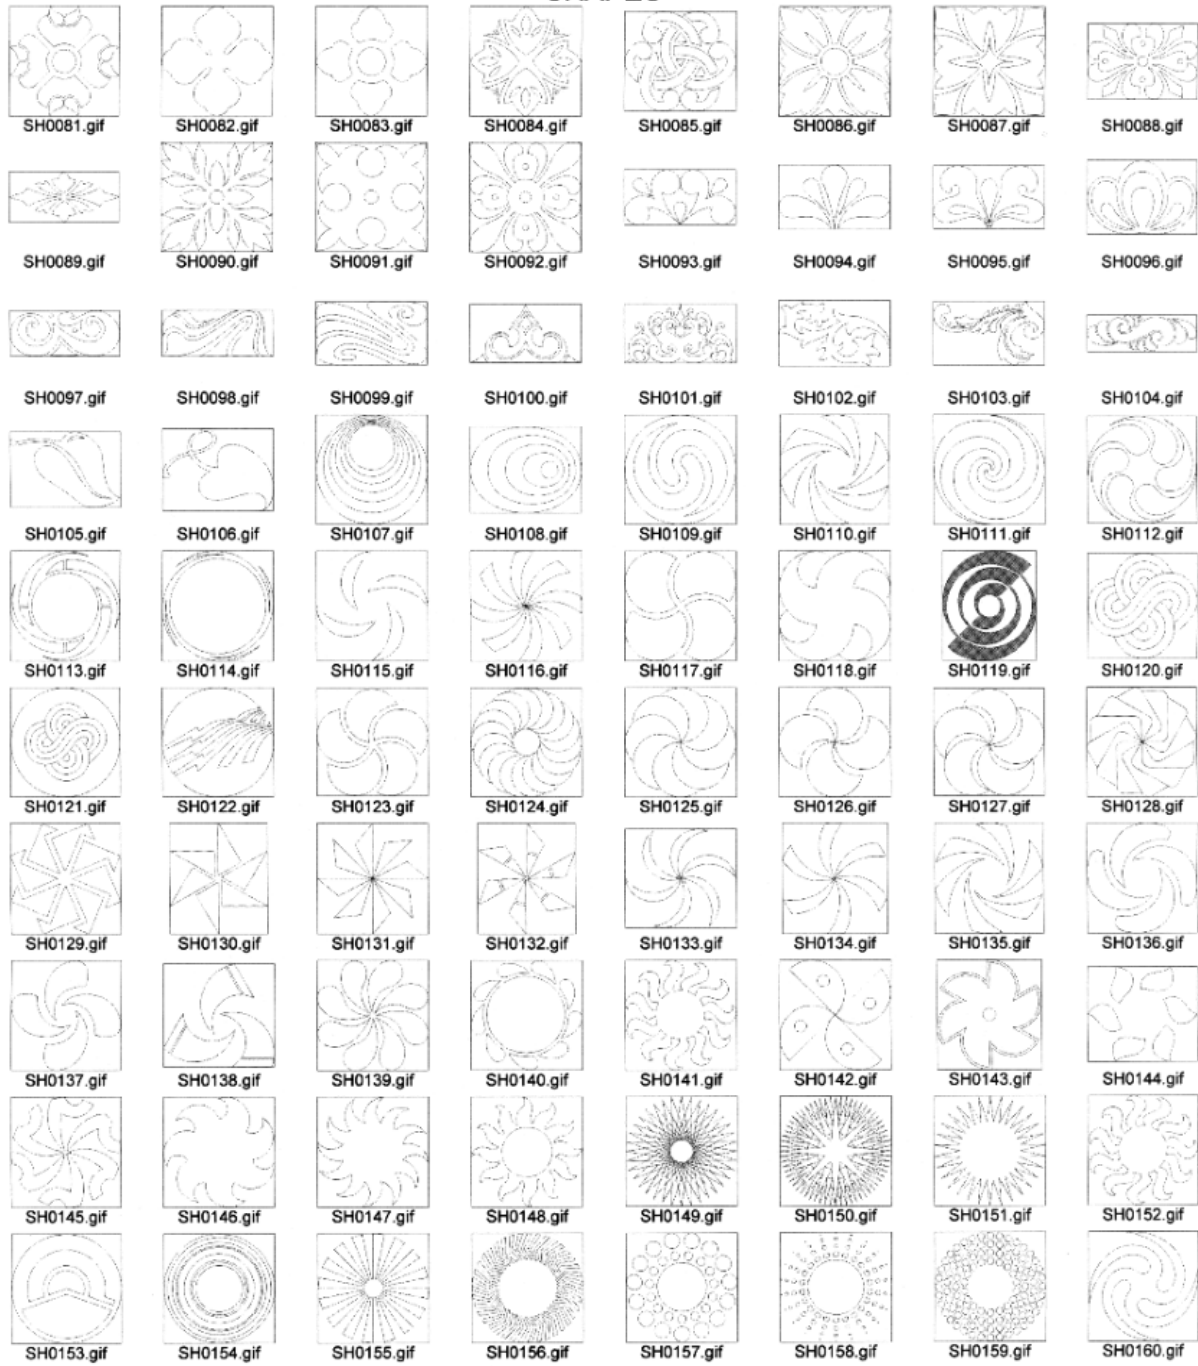 SH0081.gif SH0082.gif SH0083.gif SH0084.gif SH0085.gif SH0086.gif SH0087.gif SH0088.gif
SH0089.gif SH0090.gif SH0091.gif SH0092.gif SH0093.gif SH0094.gif SH0095.gif SH0096.gif
SH0097.gif SH0098.gif SH0099.gif SH0100.gif SH0101.gif SH0102.gif SH0103.gif SH0104.gif
SH0105.gif SH0106.gif SH0107.gif SH0108.gif SH0109.gif SH0110.gif SH0111.gif SH0112.gif
SH0113.gif SH0114.gif SH0115.gif SH0116.gif SH0117.gif SH0118.gif SH0119.gif SH0120.gif
SH0121.gif SH0122.gif SH0123.gif SH0124.gif SH0125.gif SH0126.gif SH0127.gif SH0128.gif
SH0129.gif SH0130.gif SH0131.gif SH0132.gif SH0133.gif SH0134.gif SH0135.gif SH0136.gif
SH0137.gif SH0138.gif SH0139.gif SH0140.gif SH0141.gif SH0142.gif SH0143.gif SH0144.gif
SH0145.gif SH0146.gif SH0147.gif SH0148.gif SH0149.gif SH0150.gif SH0151.gif SH0152.gif
SH0153.gif SH0154.gif SH0155.gif SH0156.gif SH0157.gif SH0158.gif SH0159.gif SH0160.gif